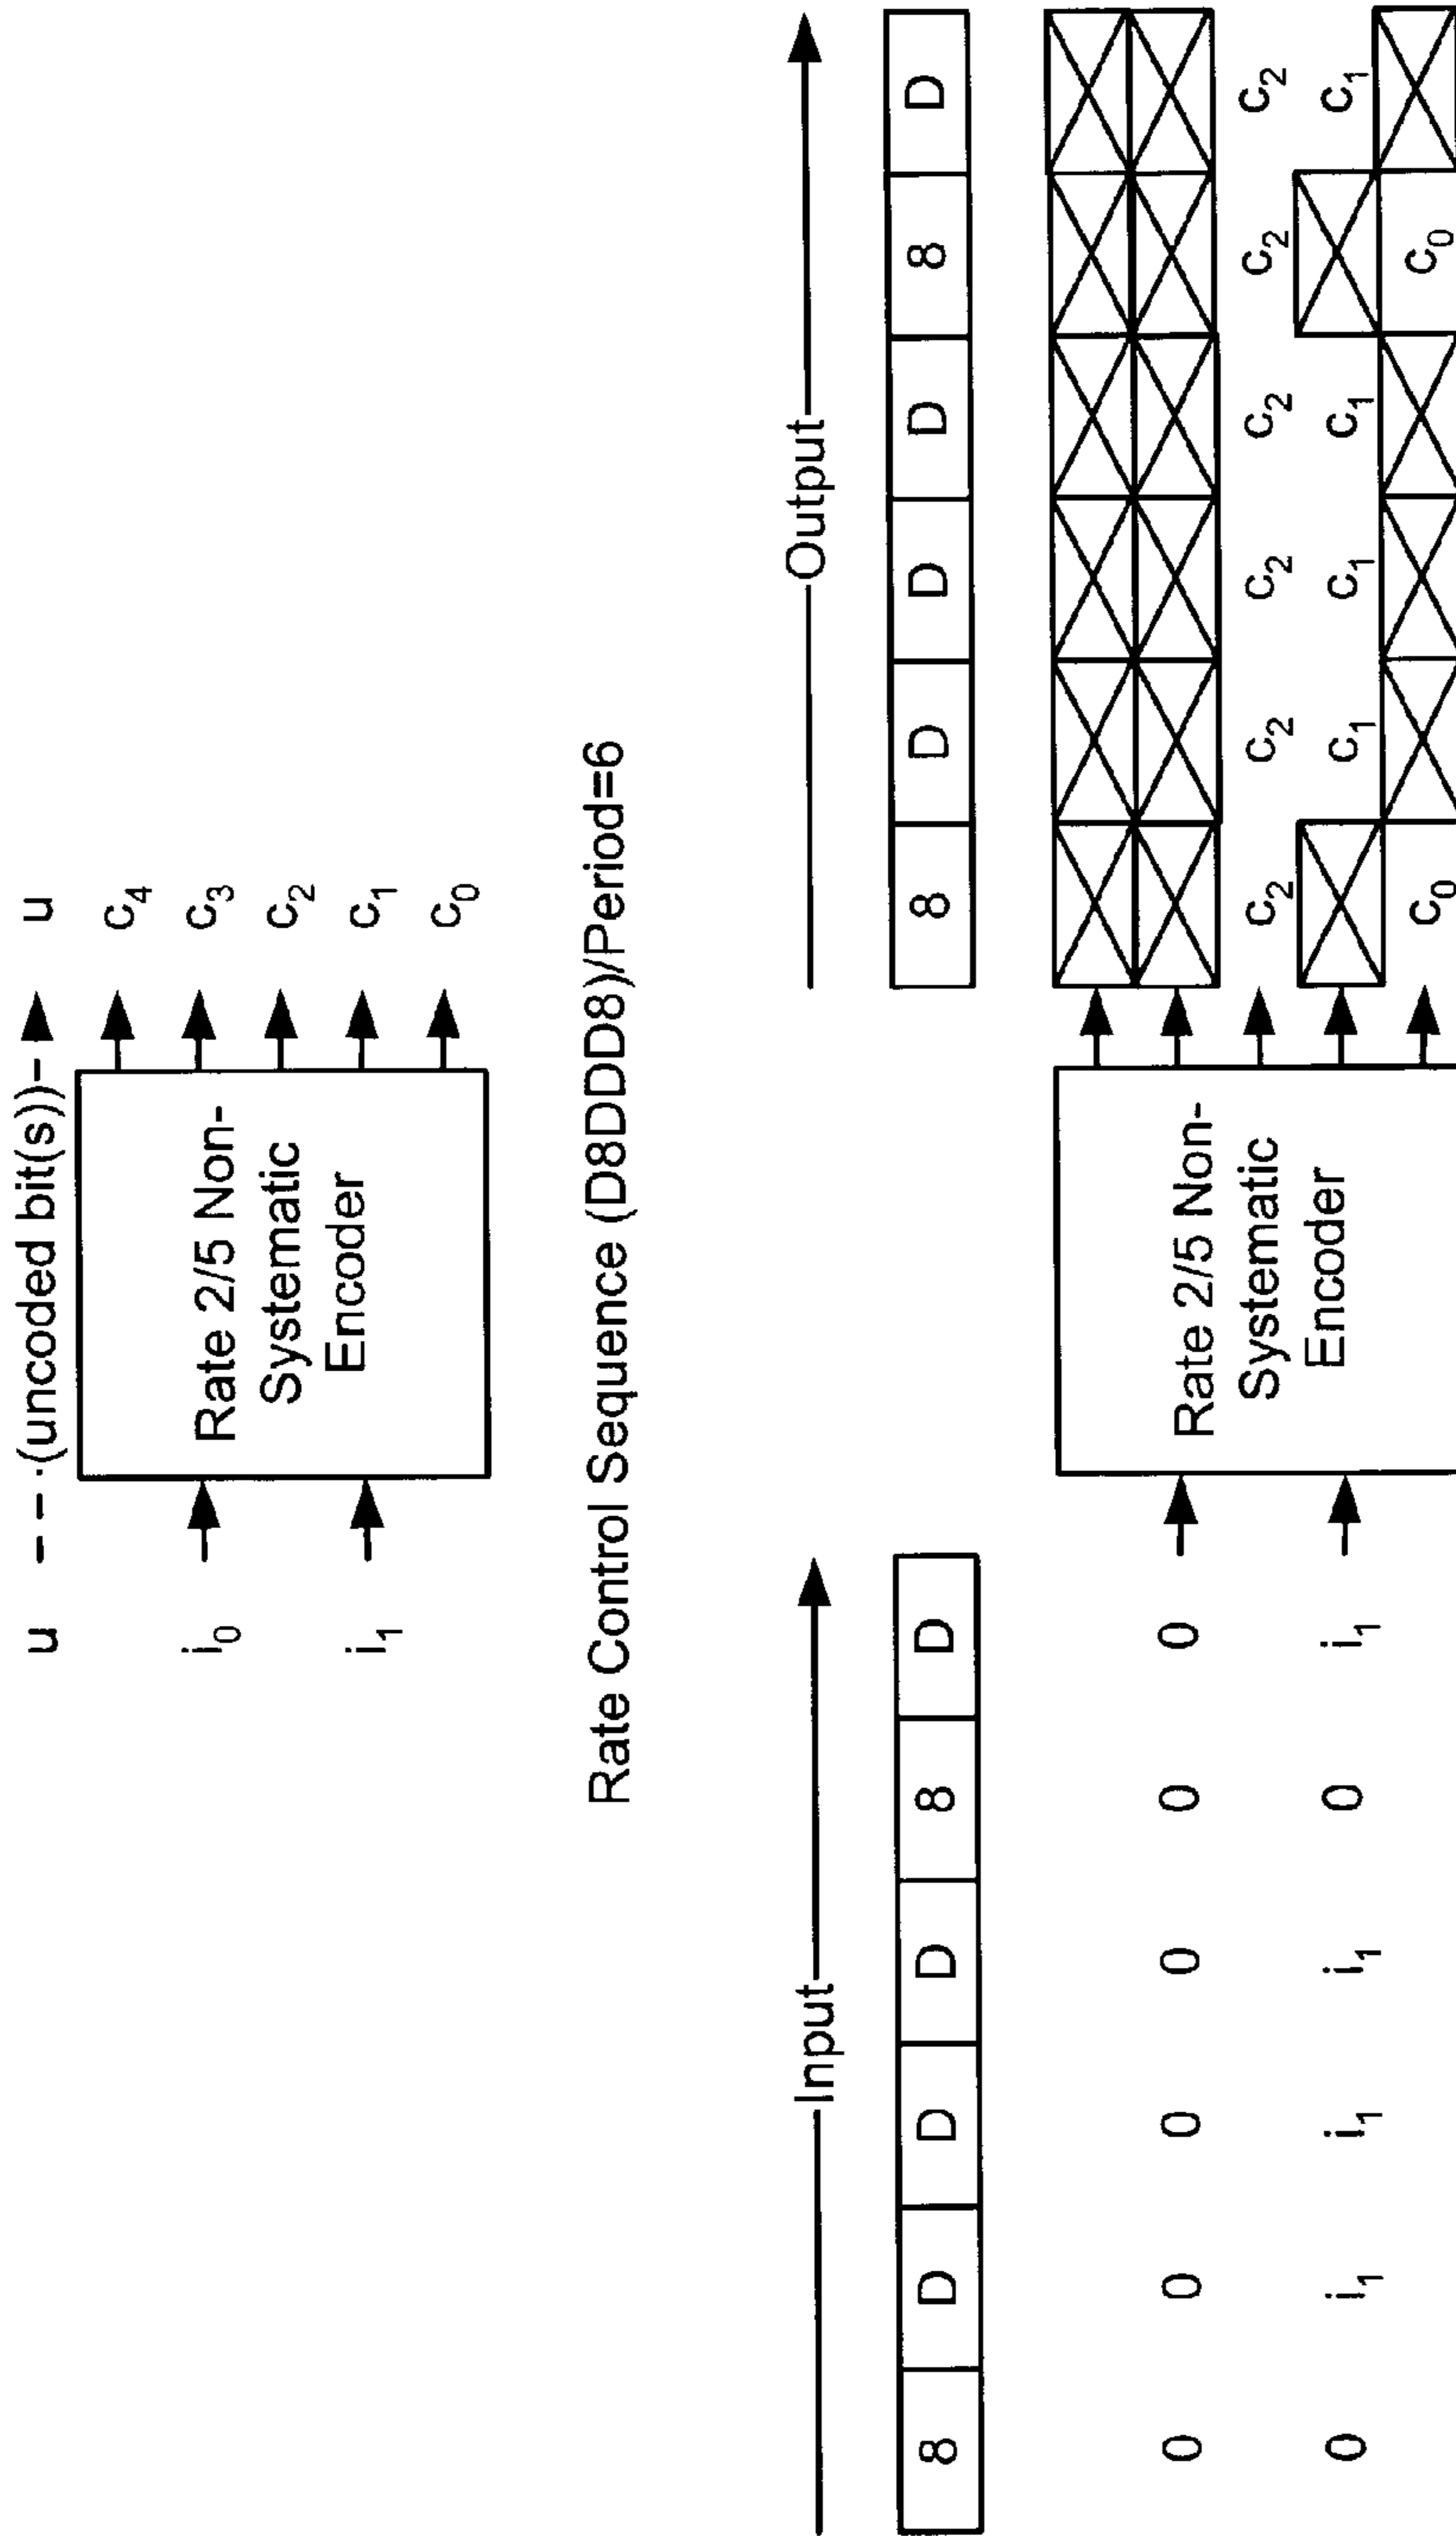 u - - -(uncoded bit(s))- u
i0 Rate 2/5 Non-
Systematic
Encoder
i1
c4
c3
c2
c1
c0
Rate Control Sequence (D8DDD8)/Period=6
Input
8 D D D 8 D
0 0 0 0 0 0
0 i1 i1 i1 0 i1
Rate 2/5 Non-
Systematic
Encoder
Output
8 D D D 8 D
c2 c2 c2 c2 c2 c2
c1 c1 c1 c1
c0 c0